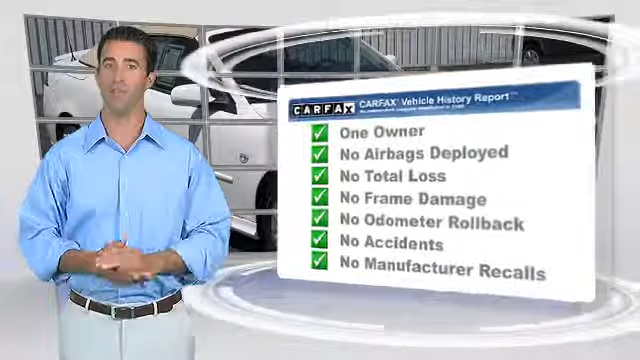 CARFAX CARFAX Vehicle History Report™
One Owner
No Airbags Deployed
No Total Loss
No Frame Damage
No Odometer Rollback
No Accidents
No Manufacturer Recalls